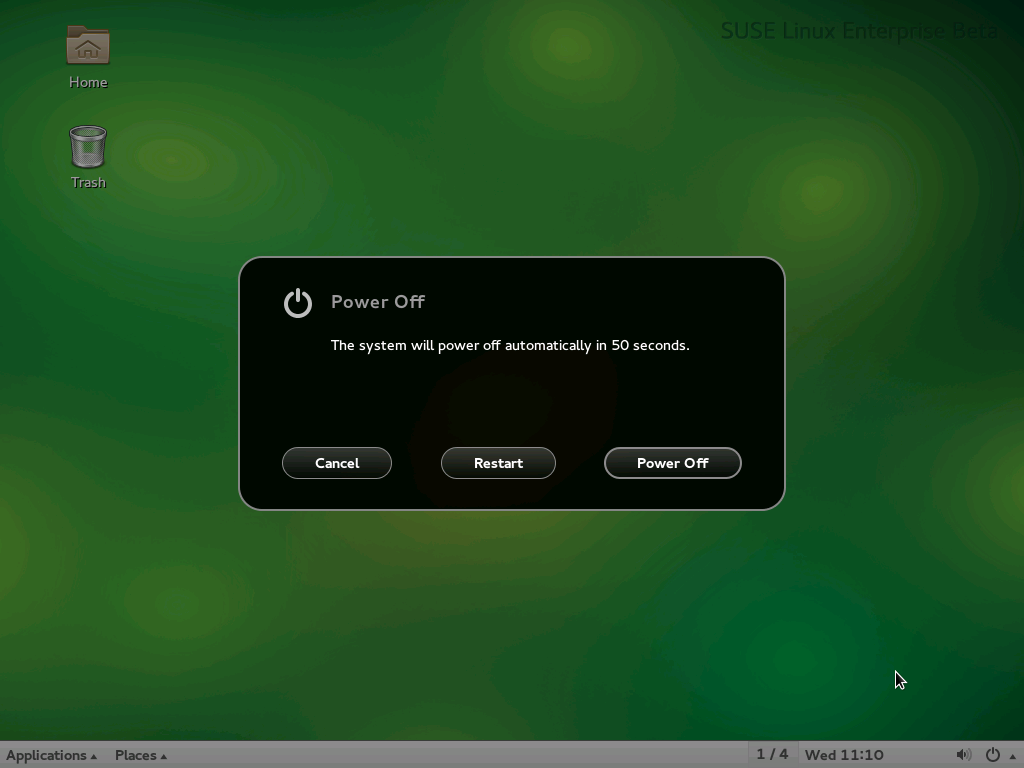 SUSE Linux Enterprise Beta
Home
Trash
Power Off
The system will power off automatically in 50 seconds.
Cancel
Restart
Power Off
Applications
Places
1 / 4
Wed 11:10